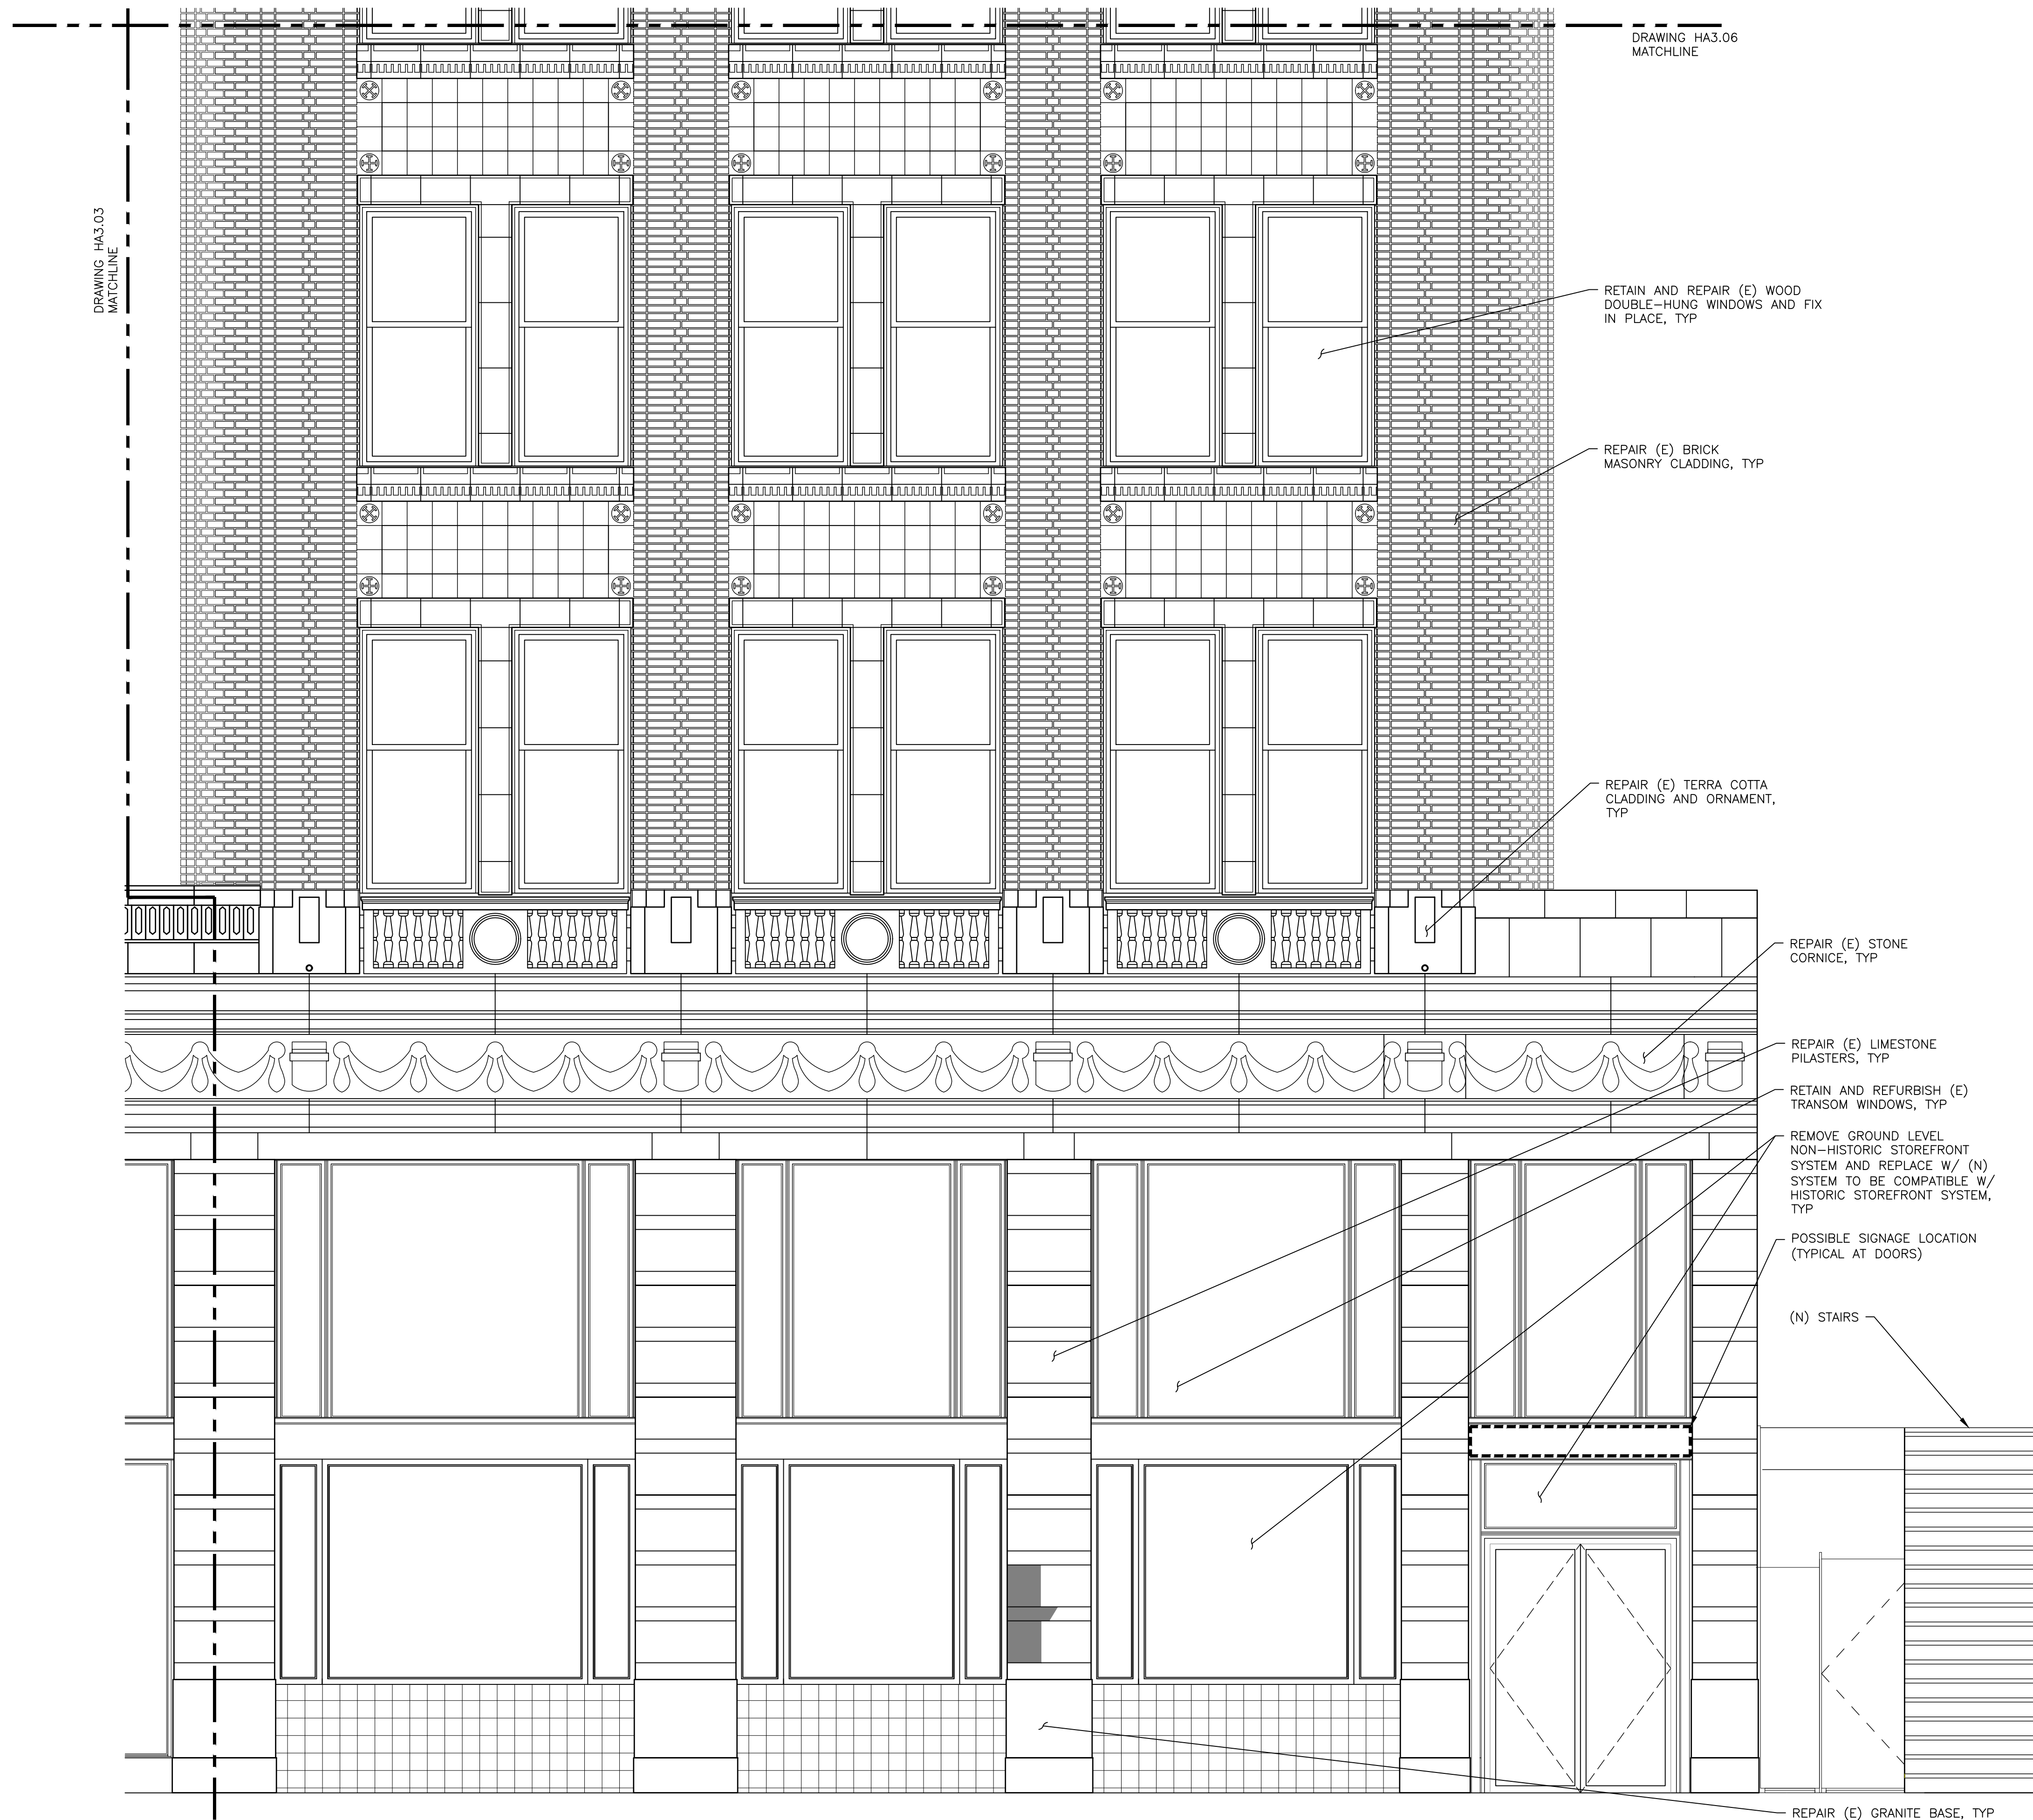 DRAWING HA3.06
MATCHLINE
DRAWING HA3.03
MATCHLINE
RETAIN AND REPAIR (E) WOOD
DOUBLE-HUNG WINDOWS AND FIX
IN PLACE, TYP
REPAIR (E) BRICK
MASONRY CLADDING, TYP
REPAIR (E) TERRA COTTA
CLADDING AND ORNAMENT,
TYP
REPAIR (E) STONE
CORNICE, TYP
REPAIR (E) LIMESTONE
PILASTERS, TYP
RETAIN AND REFURBISH (E)
TRANSOM WINDOWS, TYP
REMOVE GROUND LEVEL
NON-HISTORIC STOREFRONT
SYSTEM AND REPLACE W/ (N)
SYSTEM TO BE COMPATIBLE W/
HISTORIC STOREFRONT SYSTEM,
TYP
POSSIBLE SIGNAGE LOCATION
(TYPICAL AT DOORS)
(N) STAIRS
REPAIR (E) GRANITE BASE, TYP